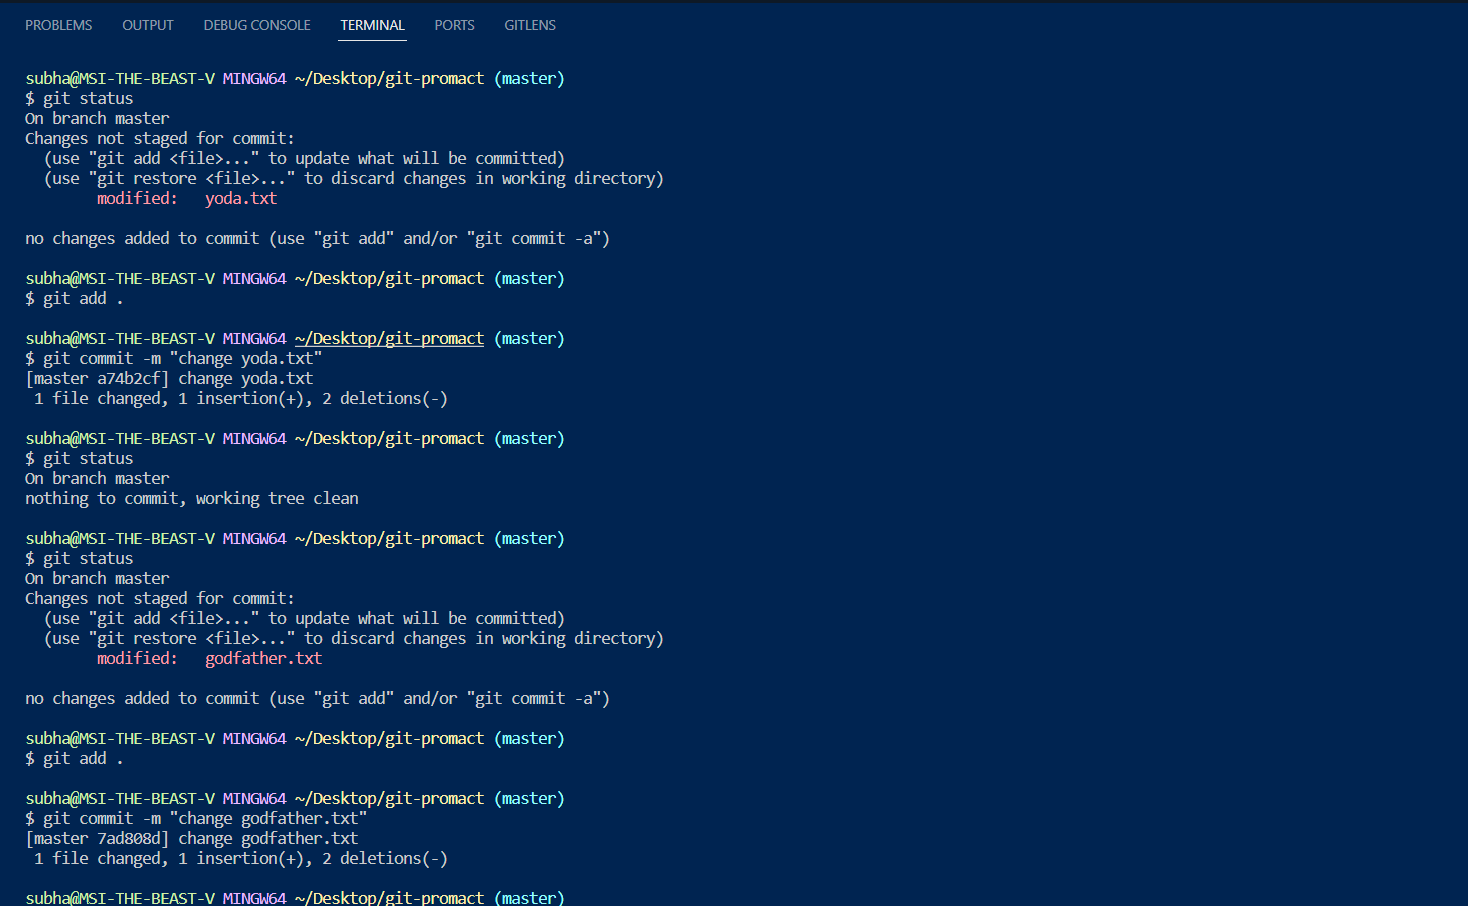 PROBLEMS OUTPUT DEBUG CONSOLE TERMINAL PORTS GITLENS
subha@MSI-THE-BEAST-V MINGW64 ~/Desktop/git-promact (master)
$ git status
On branch master
Changes not staged for commit:
  (use "git add <file>..." to update what will be committed)
  (use "git restore <file>..." to discard changes in working directory)
        modified:   yoda.txt

no changes added to commit (use "git add" and/or "git commit -a")

subha@MSI-THE-BEAST-V MINGW64 ~/Desktop/git-promact (master)
$ git add .

subha@MSI-THE-BEAST-V MINGW64 ~/Desktop/git-promact (master)
$ git commit -m "change yoda.txt"
[master a74b2cf] change yoda.txt
 1 file changed, 1 insertion(+), 2 deletions(-)

subha@MSI-THE-BEAST-V MINGW64 ~/Desktop/git-promact (master)
$ git status
On branch master
nothing to commit, working tree clean

subha@MSI-THE-BEAST-V MINGW64 ~/Desktop/git-promact (master)
$ git status
On branch master
Changes not staged for commit:
  (use "git add <file>..." to update what will be committed)
  (use "git restore <file>..." to discard changes in working directory)
        modified:   godfather.txt

no changes added to commit (use "git add" and/or "git commit -a")

subha@MSI-THE-BEAST-V MINGW64 ~/Desktop/git-promact (master)
$ git add .

subha@MSI-THE-BEAST-V MINGW64 ~/Desktop/git-promact (master)
$ git commit -m "change godfather.txt"
[master 7ad808d] change godfather.txt
 1 file changed, 1 insertion(+), 2 deletions(-)

subha@MSI-THE-BEAST-V MINGW64 ~/Desktop/git-promact (master)